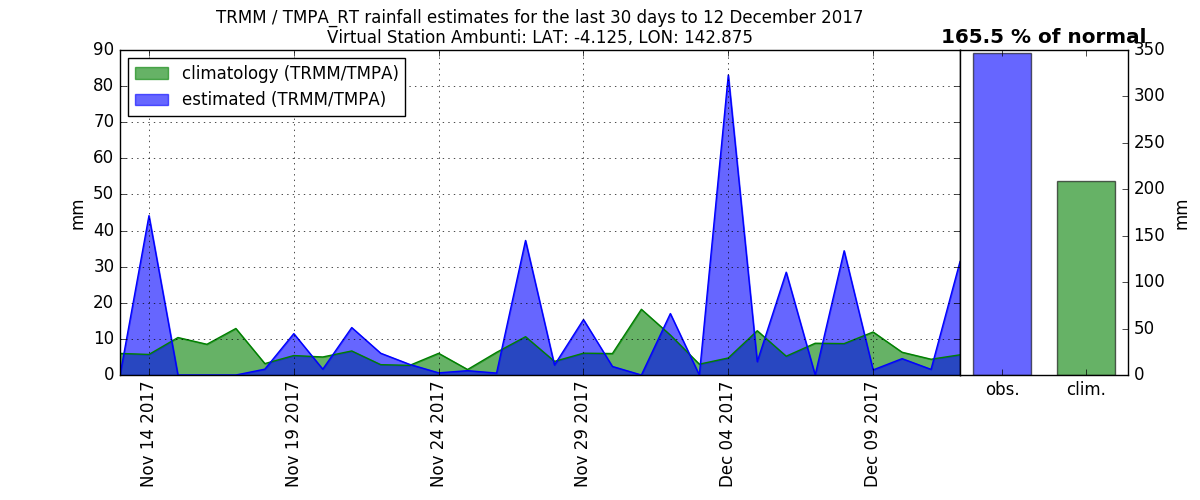 TRMM / TMPA_RT rainfall estimates for the last 30 days to 12 December 2017
Virtual Station Ambunti: LAT: -4.125, LON: 142.875
165.5 % of normal
climatology (TRMM/TMPA)
estimated (TRMM/TMPA)
90
80
70
60
50
40
30
20
10
0
mm
Nov 14 2017
Nov 19 2017
Nov 24 2017
Nov 29 2017
Dec 04 2017
Dec 09 2017
350
300
250
200
150
100
50
0
mm
obs.
clim.